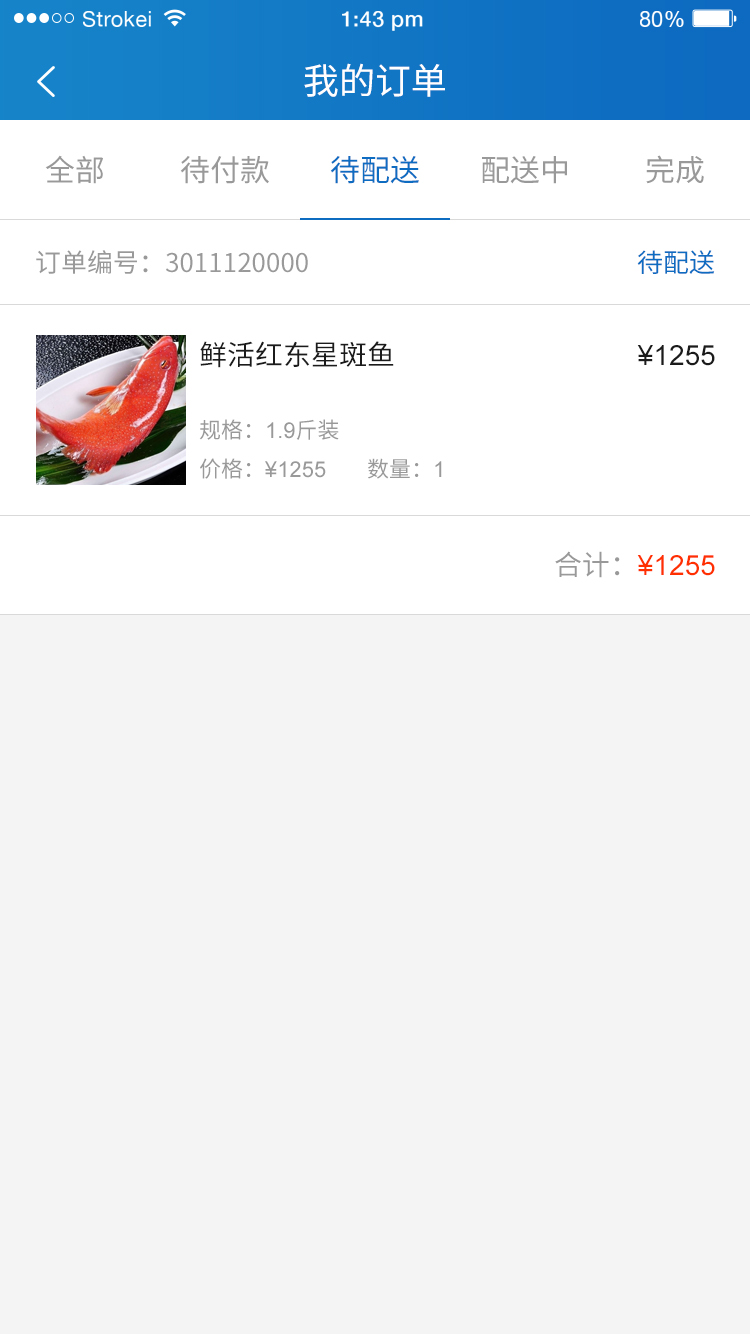 Strokei 1:43 pm 80%
我的订单
全部 待付款 待配送 配送中 完成
订单编号：3011120000 待配送
鲜活红东星斑鱼 ¥1255
规格：1.9斤装
价格：¥1255 数量：1
合计：¥1255